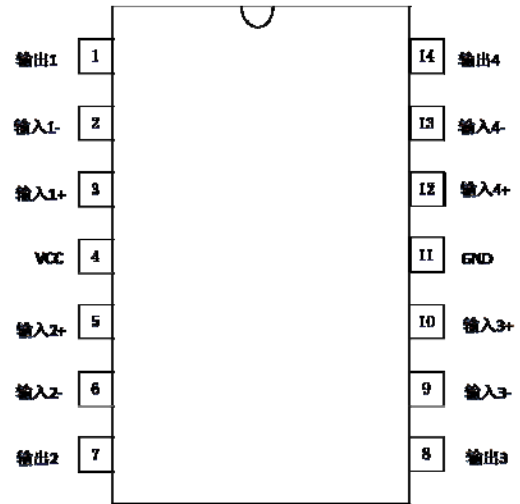 输出1 1 14 输出4
输入1- 2 13 输入4-
输入1+ 3 12 输入4+
VCC 4 11 GND
输入2+ 5 10 输入3+
输入2- 6 9 输入3-
输出2 7 8 输出3